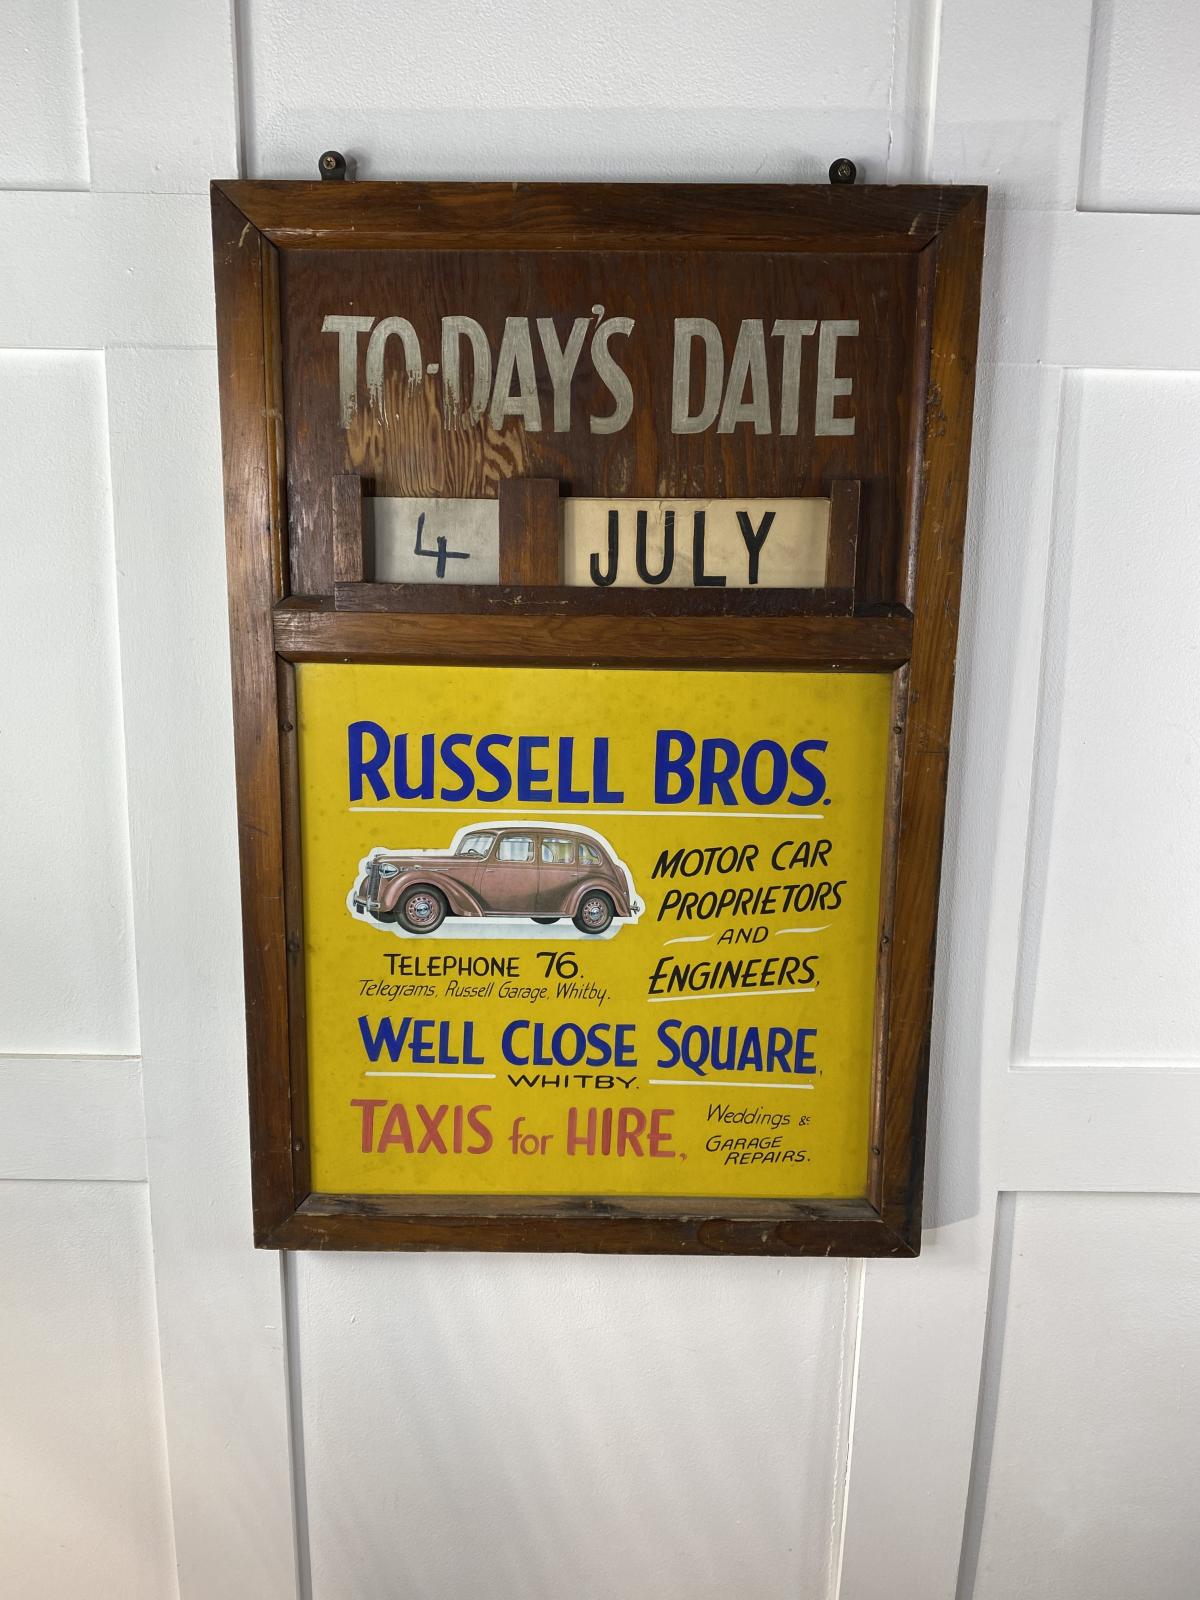 TO-DAY'S DATE
4 JULY
RUSSELL BROS.
MOTOR CAR
PROPRIETORS
AND
ENGINEERS,
TELEPHONE 76.
Telegrams, Russell Garage, Whitby.
WELL CLOSE SQUARE,
WHITBY.
TAXIS for HIRE,
Weddings &
GARAGE
REPAIRS.